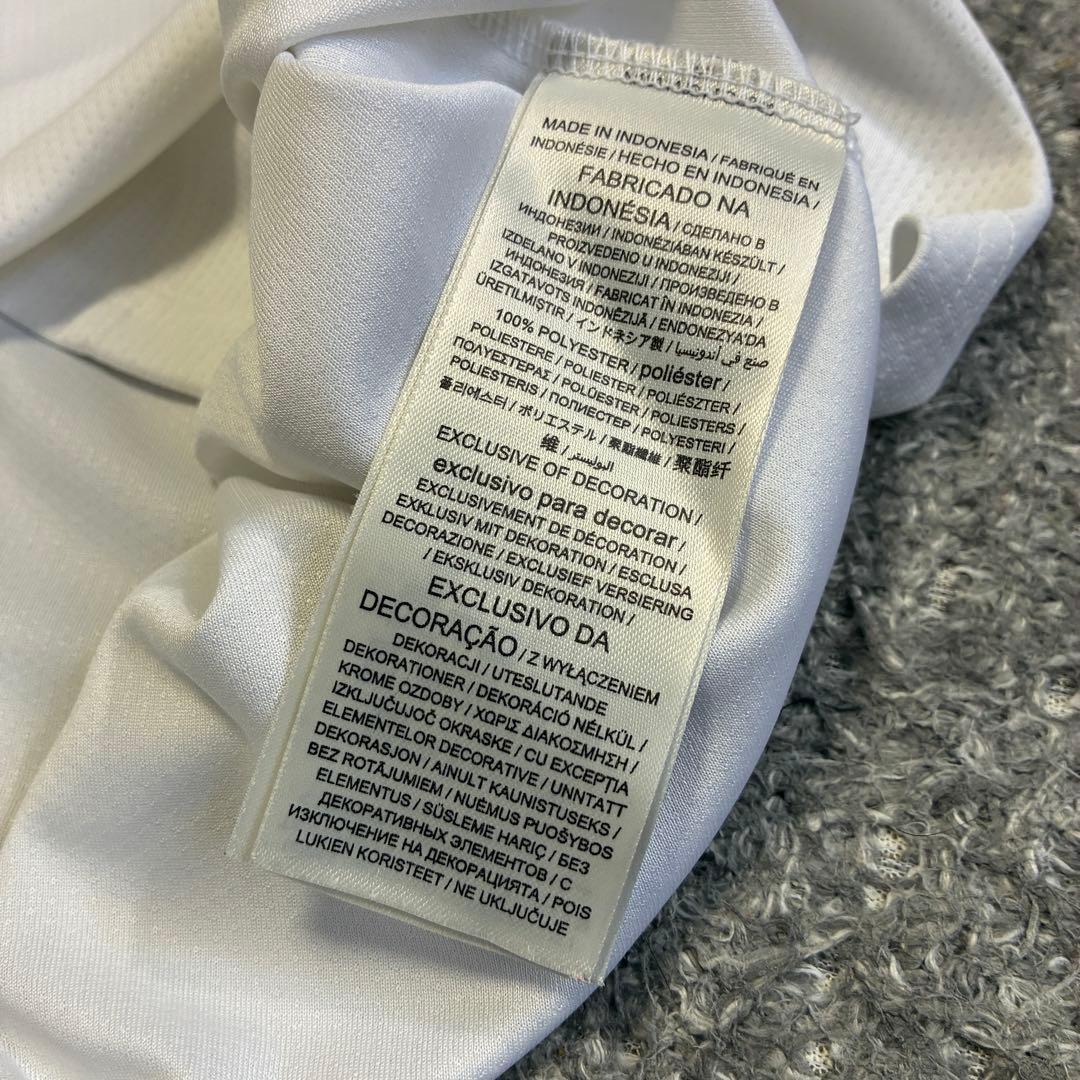 MADE IN INDONESIA / FABRIQUÉ EN
INDONÉSIE / HECHO EN INDONESIA /
FABRICADO NA
INDONÉSIA / СДЕЛАНО В
ИНДОНЕЗИИ / INDONÉZIÁBAN KÉSZÜLT /
PROIZVEDENO U INDONEZIJI /
IZDELANO V INDONEZIJI / ПРОИЗВЕДЕНО В
ИНДОНЕЗИЯ / FABRICAT ÎN INDONEZIA /
IZGATAVOTS INDONĒZIJĀ / ENDONEZYA'DA
ÜRETILMIŞTIR / インドネシア製 / صنع في أندونيسيا
100% POLYESTER / poliéster /
POLIESTERE / POLIESTER / POLIÉSZTER /
ΠΟΛΥΕΣΤΕΡΑΣ / POLÜESTER / POLIESTERS /
POLIESTERIS / ПОЛИЕСТЕР / POLYESTERI /
폴리에스터 / ポリエステル / 聚酯纖維 / 聚酯纤
维 / البوليستر
EXCLUSIVE OF DECORATION /
exclusivo para decorar /
EXCLUSIVEMENT DE DÉCORATION /
EXKLUSIV MIT DEKORATION / ESCLUSA
DECORAZIONE / EXCLUSIEF VERSIERING
/ EKSKLUSIV DEKORATION /
EXCLUSIVO DA
DECORAÇÃO / Z WYŁĄCZENIEM
DEKORACJI / UTESLUTANDE
DEKORATIONER / DEKORÁCIÓ NÉLKÜL /
KROME OZDOBY / ΧΩΡΙΣ ΔΙΑΚΟΣΜΗΣΗ /
IZKLJUČUJOČ OKRASKE / CU EXCEPȚIA
ELEMENTELOR DECORATIVE / UNNTATT
DEKORASJON / AINULT KAUNISTUSEKS /
BEZ ROTĀJUMIEM / NUĖMUS PUOŠYBOS
ELEMENTUS / SÜSLEME HARIÇ / БЕЗ
ДЕКОРАТИВНЫХ ЭЛЕМЕНТОВ / С
ИЗКЛЮЧЕНИЕ НА ДЕКОРАЦИЯТА / POIS
LUKIEN KORISTEET / NE UKLJUČUJE